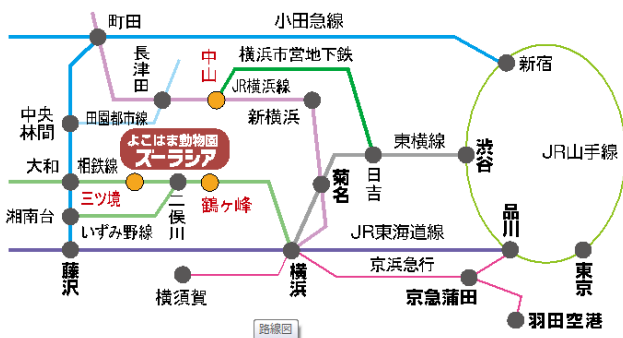 町田
小田急線
長津田
中山
横浜市営地下鉄
新宿
JR横浜線
中央
林間
田園都市線
新横浜
よこはま動物園
ズーラシア
東横線
渋谷
JR山手線
大和
相鉄線
日吉
三ツ境
二俣川
鶴ヶ峰
菊名
湘南台
いずみ野線
JR東海道線
品川
藤沢
横須賀
横浜
京浜急行
京急蒲田
東京
羽田空港
路線図